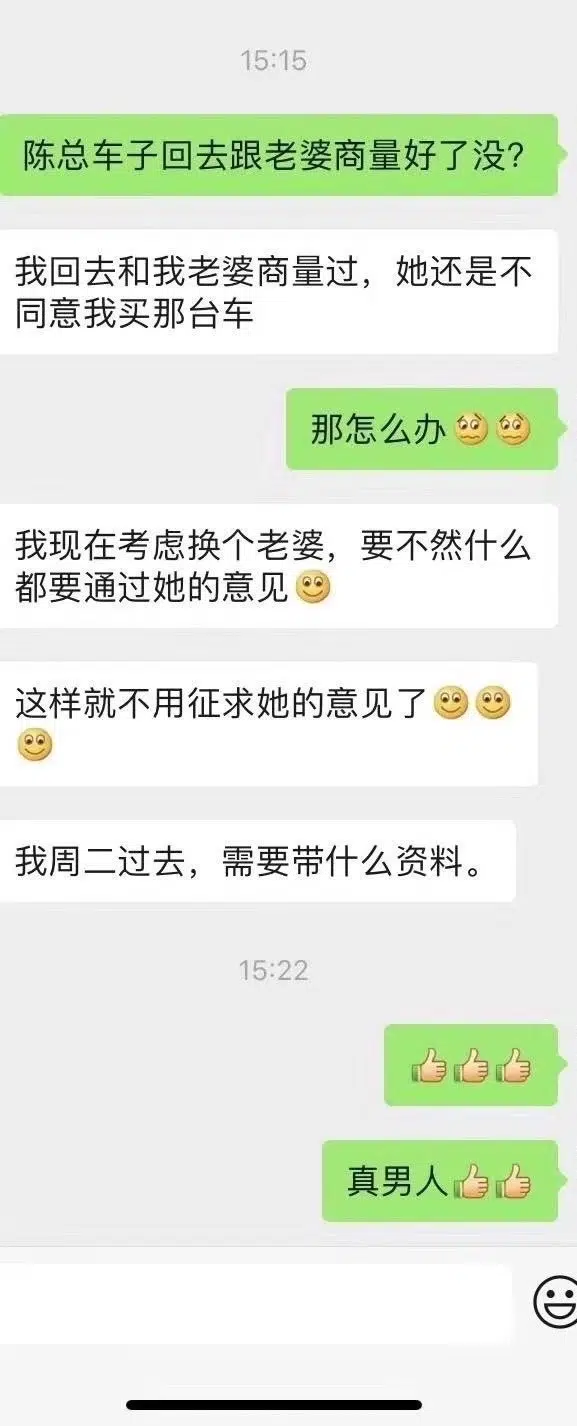 15:15
陈总车子回去跟老婆商量好了没？
我回去和我老婆商量过，她还是不
同意我买那台车
那怎么办😖😖
我现在考虑换个老婆，要不然什么
都要通过她的意见🙂
这样就不用征求她的意见了🙂🙂
🙂
我周二过去，需要带什么资料。
15:22
👍👍👍
真男人👍👍